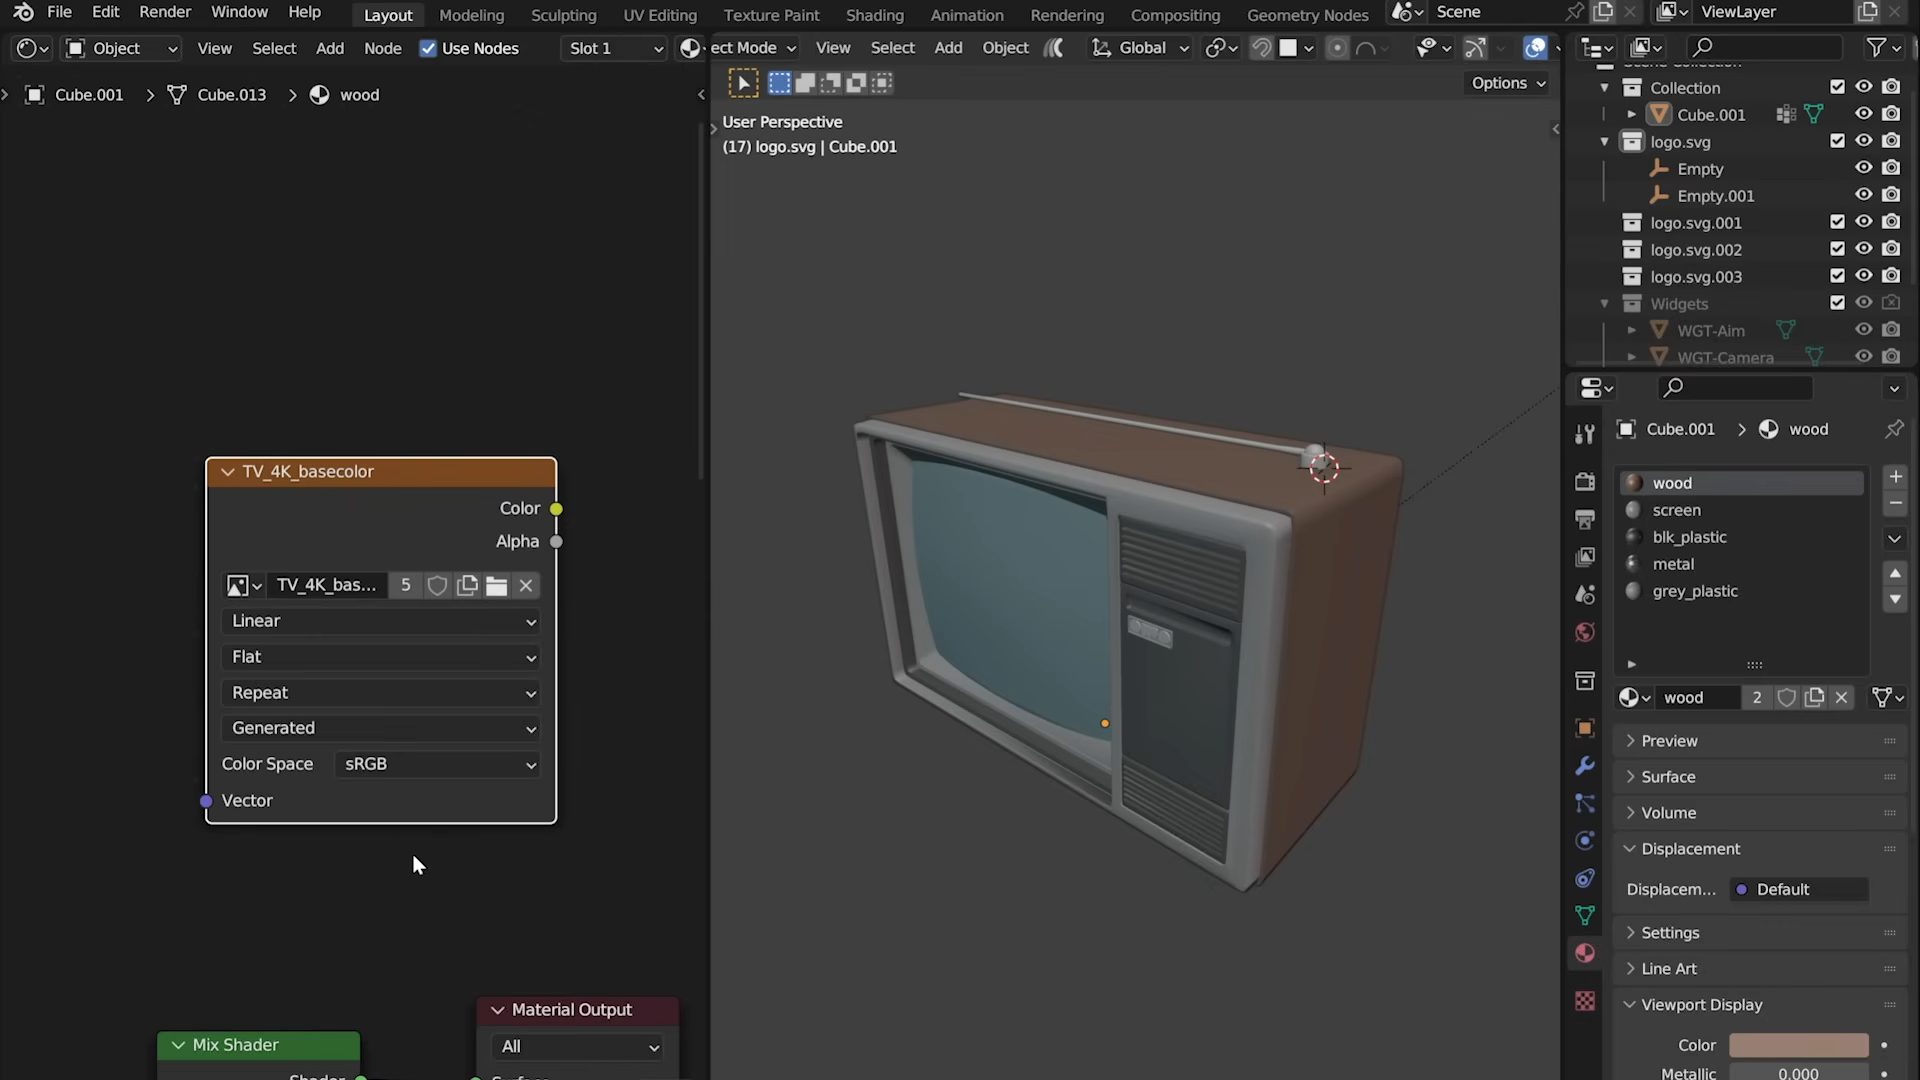 File Edit Render Window Help Layout Modeling Sculpting UV Editing Texture Paint Shading Animation Rendering Compositing Geometry Nodes Scene ViewLayer
Object View Select Add Node Use Nodes Slot 1 ect Mode View Select Add Object Global
Options
Cube.001 Cube.013 wood
User Perspective
(17) logo.svg | Cube.001
Scene Collection
Collection
Cube.001
logo.svg
Empty
Empty.001
logo.svg.001
logo.svg.002
logo.svg.003
Widgets
WGT-Aim
WGT-Camera
TV_4K_basecolor
Color
Alpha
TV_4K_bas... 5
Linear
Flat
Repeat
Generated
Color Space sRGB
Vector
Mix Shader
Shader
Material Output
All
Surface
Cube.001 wood
wood
screen
blk_plastic
metal
grey_plastic
wood 2
Preview
Surface
Volume
Displacement
Displacem... Default
Settings
Line Art
Viewport Display
Color
Metallic 0.000